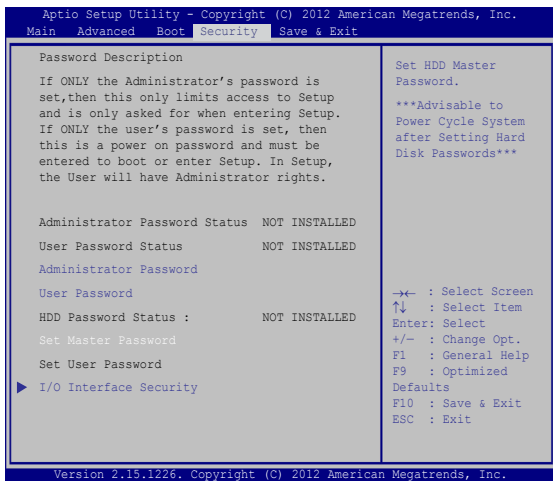 Aptio Setup Utility - Copyright (C) 2012 American Megatrends, Inc.
Main Advanced Boot Security Save & Exit
Password Description
If ONLY the Administrator's password is
set,then this only limits access to Setup
and is only asked for when entering Setup.
If ONLY the user's password is set, then
this is a power on password and must be
entered to boot or enter Setup. In Setup,
the User will have Administrator rights.
Administrator Password Status NOT INSTALLED
User Password Status NOT INSTALLED
Administrator Password
User Password
HDD Password Status : NOT INSTALLED
Set Master Password
Set User Password
I/O Interface Security
Set HDD Master
Password.
***Advisable to
Power Cycle System
after Setting Hard
Disk Passwords***
→← : Select Screen
↑↓ : Select Item
Enter: Select
+/— : Change Opt.
F1 : General Help
F9 : Optimized
Defaults
F10 : Save & Exit
ESC : Exit
Version 2.15.1226. Copyright (C) 2012 American Megatrends, Inc.